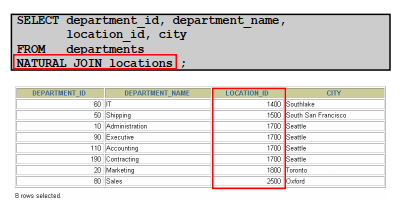 SELECT department_id, department_name,
location_id, city
FROM departments
NATURAL JOIN locations ;
DEPARTMENT_ID DEPARTMENT_NAME LOCATION_ID CITY
60 IT 1400 Southlake
50 Shipping 1500 South San Francisco
10 Administration 1700 Seattle
90 Executive 1700 Seattle
110 Accounting 1700 Seattle
190 Contracting 1700 Seattle
20 Marketing 1800 Toronto
80 Sales 2500 Oxford
8 rows selected.